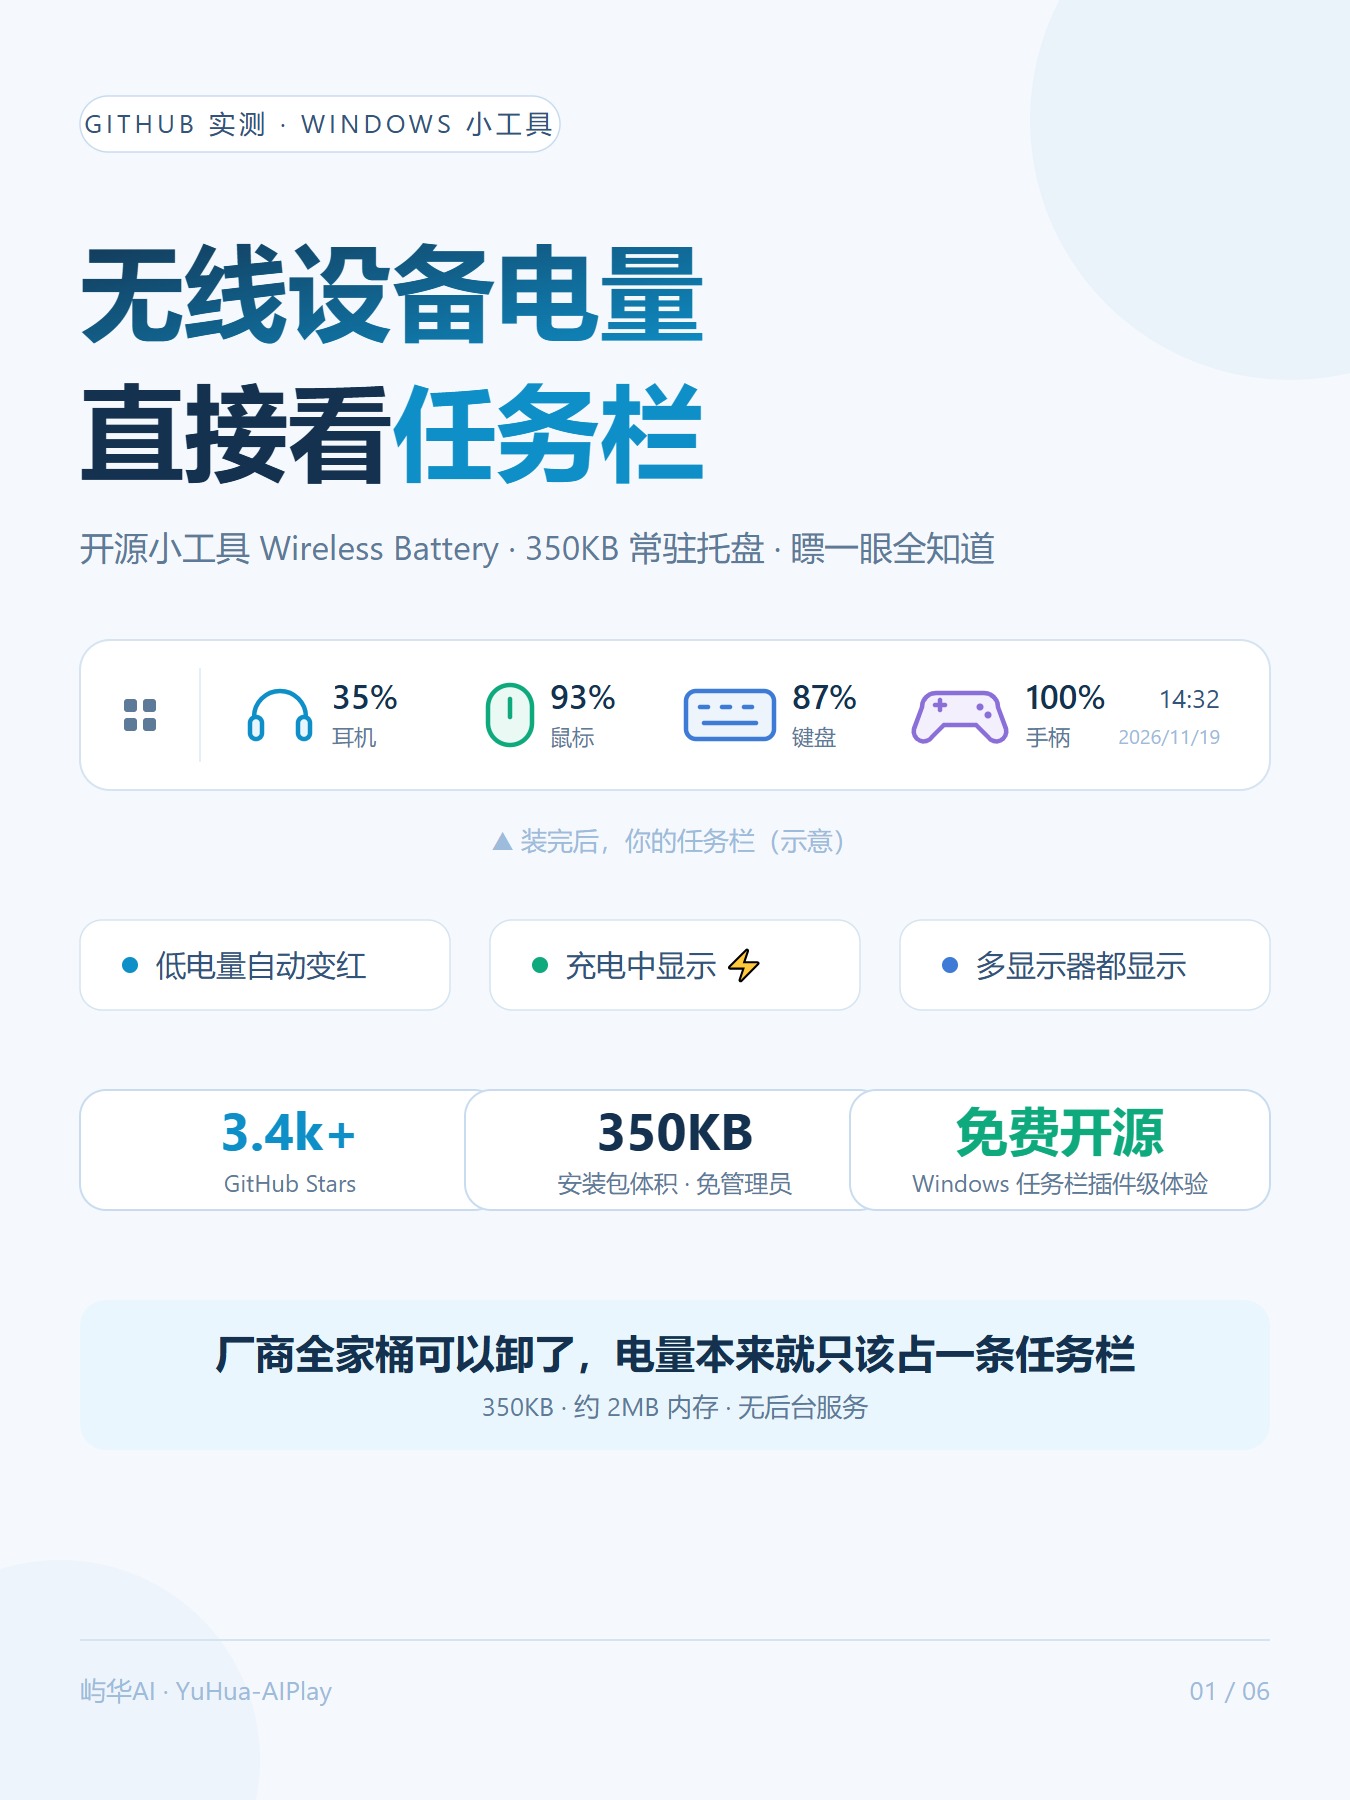 GITHUB 实测 · WINDOWS 小工具
无线设备电量
直接看任务栏
开源小工具 Wireless Battery · 350KB 常驻托盘 · 瞟一眼全知道
35% 93% 87% 100% 14:32
耳机 鼠标 键盘 手柄 2026/11/19
▲ 装完后，你的任务栏（示意）
低电量自动变红 充电中显示 ⚡ 多显示器都显示
3.4k+ 350KB 免费开源
GitHub Stars 安装包体积 · 免管理员 Windows 任务栏插件级体验
厂商全家桶可以卸了，电量本来就只该占一条任务栏
350KB · 约 2MB 内存 · 无后台服务
屿华AI · YuHua-AIPlay 01 / 06